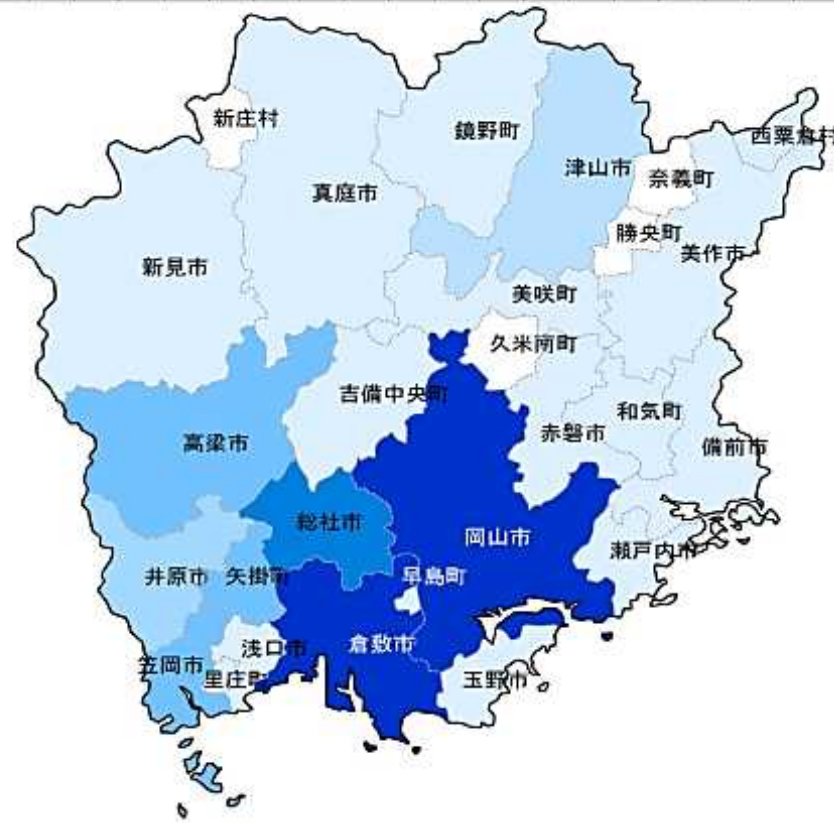 新庄村
鏡野町
西粟倉村
津山市
奈義町
真庭市
勝央町
美作市
新見市
美咲町
久米南町
吉備中央町
和気町
赤磐市
高梁市
備前市
総社市
岡山市
瀬戸内市
井原市
矢掛町
早島町
浅口市
倉敷市
笠岡市
里庄町
玉野市